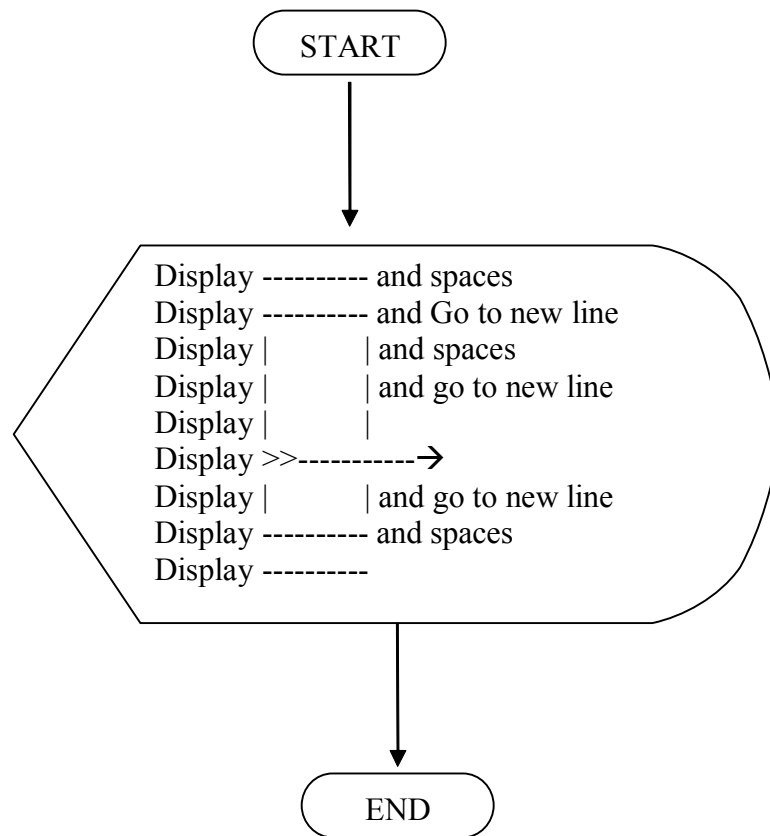 START
Display ---------- and spaces
Display ---------- and Go to new line
Display |            | and spaces
Display |            | and go to new line
Display |            |
Display >>-----------→
Display |            | and go to new line
Display ---------- and spaces
Display ----------
END